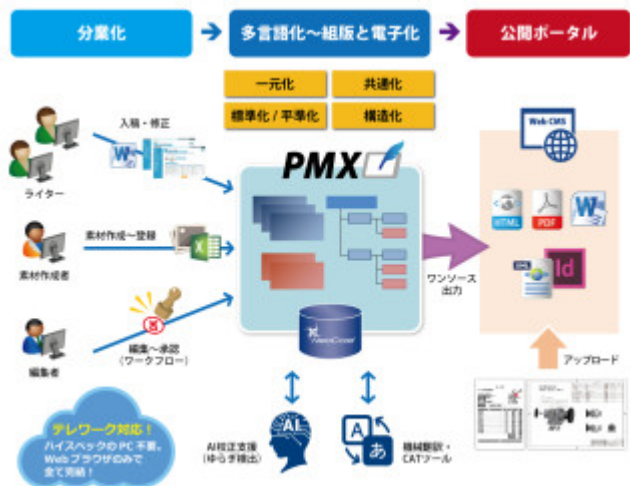 分業化
多言語化～組版と電子化
公開ポータル
一元化
共通化
標準化 / 平準化
構造化
入稿・修正
ライター
PMX
Web CMS
HTML
PDF
W
素材作成～登録
素材作成者
ワンソース
出力
XML
Id
編集～承認
(ワークフロー)
編集者
アップロード
テレワーク対応！
ハイスペックのPC不要。
Webブラウザのみで
全て完結！
AI
AI校正支援
(ゆらぎ検出)
A
あ
機械翻訳・
CATツール